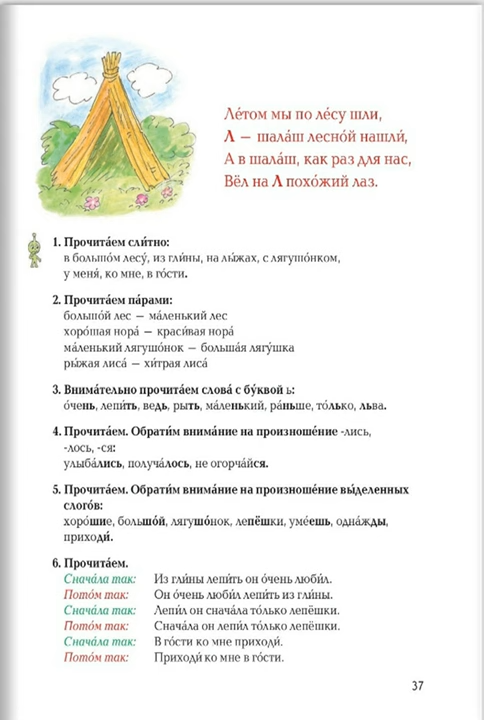 Ле́том мы по ле́су шли,
Л — шала́ш лесно́й нашли́,
А в шала́ш, как раз для нас,
Вёл на Л похо́жий лаз.
1. Прочита́ем сли́тно:
в большо́м лесу́, из гли́ны, на лы́жах, с лягушо́нком,
у меня́, ко мне, в го́сти.
2. Прочита́ем па́рами:
большо́й лес — ма́ленький лес
хоро́шая нора́ — краси́вая нора́
ма́ленький лягушо́нок — больша́я лягу́шка
ры́жая лиса́ — хи́трая лиса́
3. Внима́тельно прочита́ем слова́ с бу́квой ь:
о́чень, лепи́ть, ведь, рыть, ма́ленький, ра́ньше, то́лько, льва.
4. Прочита́ем. Обрати́м внима́ние на произноше́ние -лись,
-лось, -ся:
улыба́лись, получа́лось, не огорча́йся.
5. Прочита́ем. Обрати́м внима́ние на произноше́ние вы́деленных
слого́в:
хоро́шие, большо́й, лягушо́нок, лепёшки, уме́ешь, одна́жды,
приходи́.
6. Прочита́ем.
Снача́ла так: Из гли́ны лепи́ть он о́чень люби́л.
Пото́м так: Он о́чень люби́л лепи́ть из гли́ны.
Снача́ла так: Лепи́л он снача́ла то́лько лепёшки.
Пото́м так: Снача́ла он лепи́л то́лько лепёшки.
Снача́ла так: В го́сти ко мне приходи́.
Пото́м так: Приходи́ ко мне в го́сти.
37